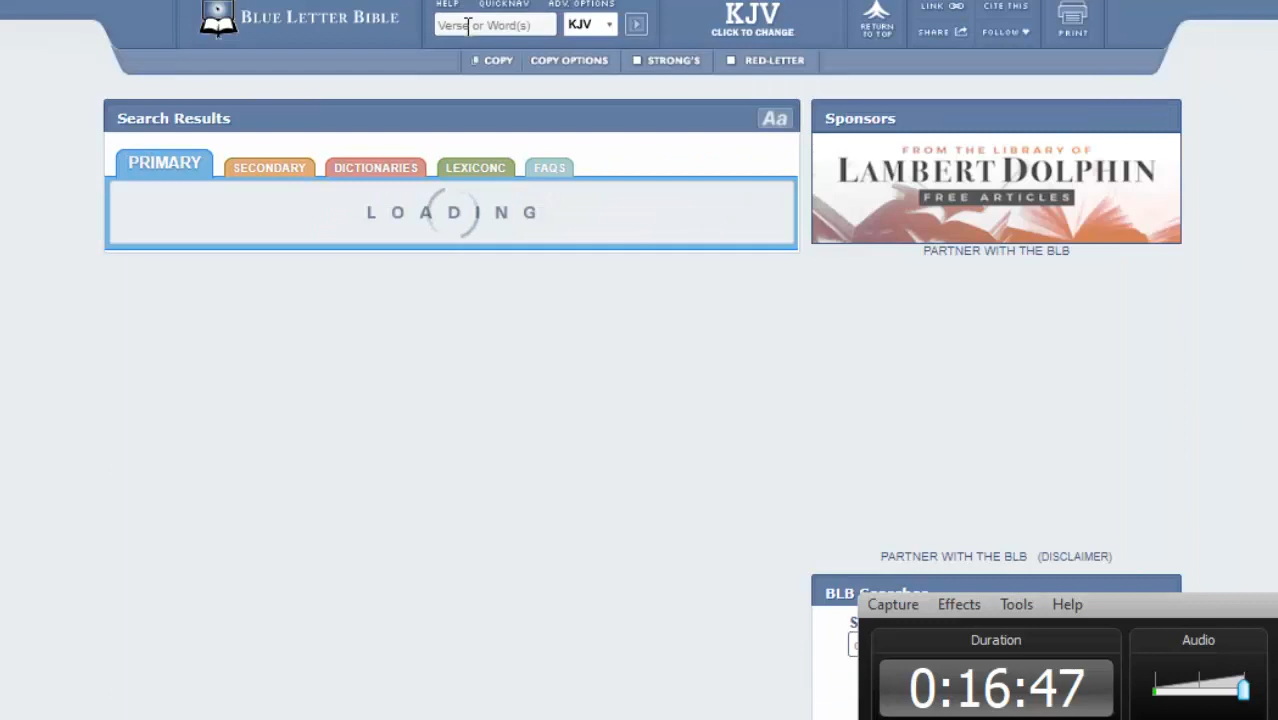 HELP QUICKNAV ADV. OPTIONS
BLUE LETTER BIBLE
Verse or Word(s)
KJV
KJV
CLICK TO CHANGE
RETURN
TO TOP
LINK
CITE THIS
SHARE
FOLLOW
PRINT
COPY
COPY OPTIONS
STRONG'S
RED-LETTER
Search Results
Aa
PRIMARY
SECONDARY
DICTIONARIES
LEXICONC
FAQS
LOADING
Sponsors
FROM THE LIBRARY OF
LAMBERT DOLPHIN
FREE ARTICLES
PARTNER WITH THE BLB
PARTNER WITH THE BLB (DISCLAIMER)
BLB Searches
Capture Effects Tools Help
Duration
0:16:47
Audio